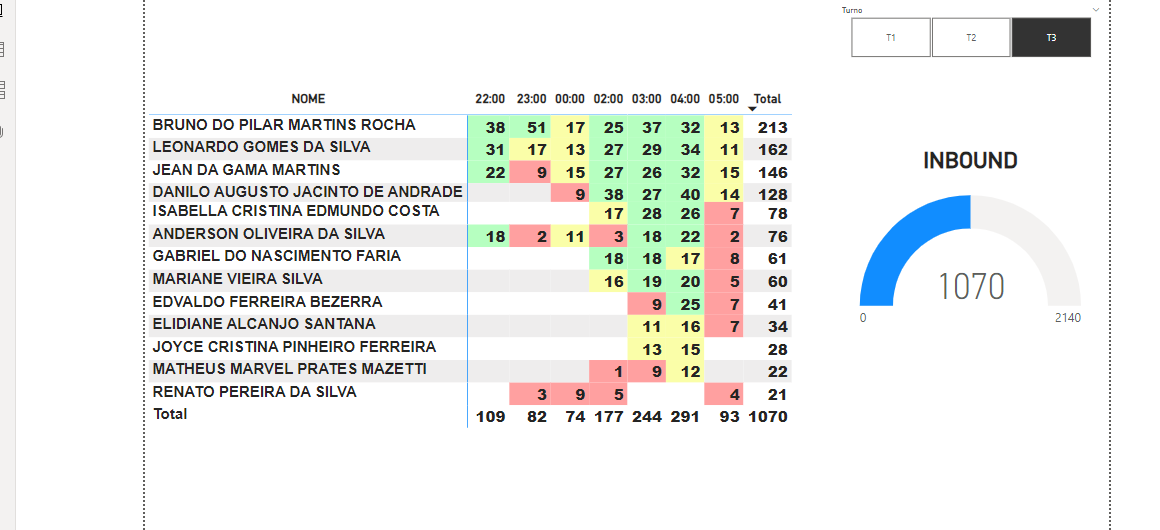 Turno
T1 T2 T3
NOME 22:00 23:00 00:00 02:00 03:00 04:00 05:00 Total
BRUNO DO PILAR MARTINS ROCHA 38 51 17 25 37 32 13 213
LEONARDO GOMES DA SILVA 31 17 13 27 29 34 11 162
JEAN DA GAMA MARTINS 22 9 15 27 26 32 15 146
DANILO AUGUSTO JACINTO DE ANDRADE 9 38 27 40 14 128
ISABELLA CRISTINA EDMUNDO COSTA 17 28 26 7 78
ANDERSON OLIVEIRA DA SILVA 18 2 11 3 18 22 2 76
GABRIEL DO NASCIMENTO FARIA 18 18 17 8 61
MARIANE VIEIRA SILVA 16 19 20 5 60
EDVALDO FERREIRA BEZERRA 9 25 7 41
ELIDIANE ALCANJO SANTANA 11 16 7 34
JOYCE CRISTINA PINHEIRO FERREIRA 13 15 28
MATHEUS MARVEL PRATES MAZETTI 1 9 12 22
RENATO PEREIRA DA SILVA 3 9 5 4 21
Total 109 82 74 177 244 291 93 1070
INBOUND
1070
0 2140